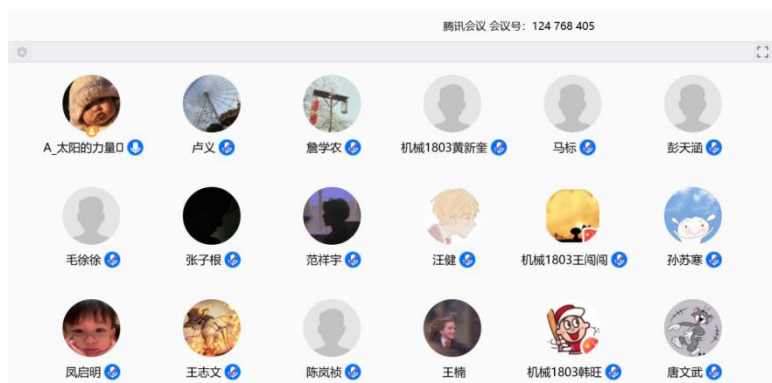 腾讯会议 会议号：124 768 405
A_太阳的力量 卢义 詹学农 机械1803黄新奎 马标 彭天涵
毛徐徐 张子根 范祥宇 汪健 机械1803王闯闯 孙苏寒
凤启明 王志文 陈岚祯 王楠 机械1803韩旺 唐文武